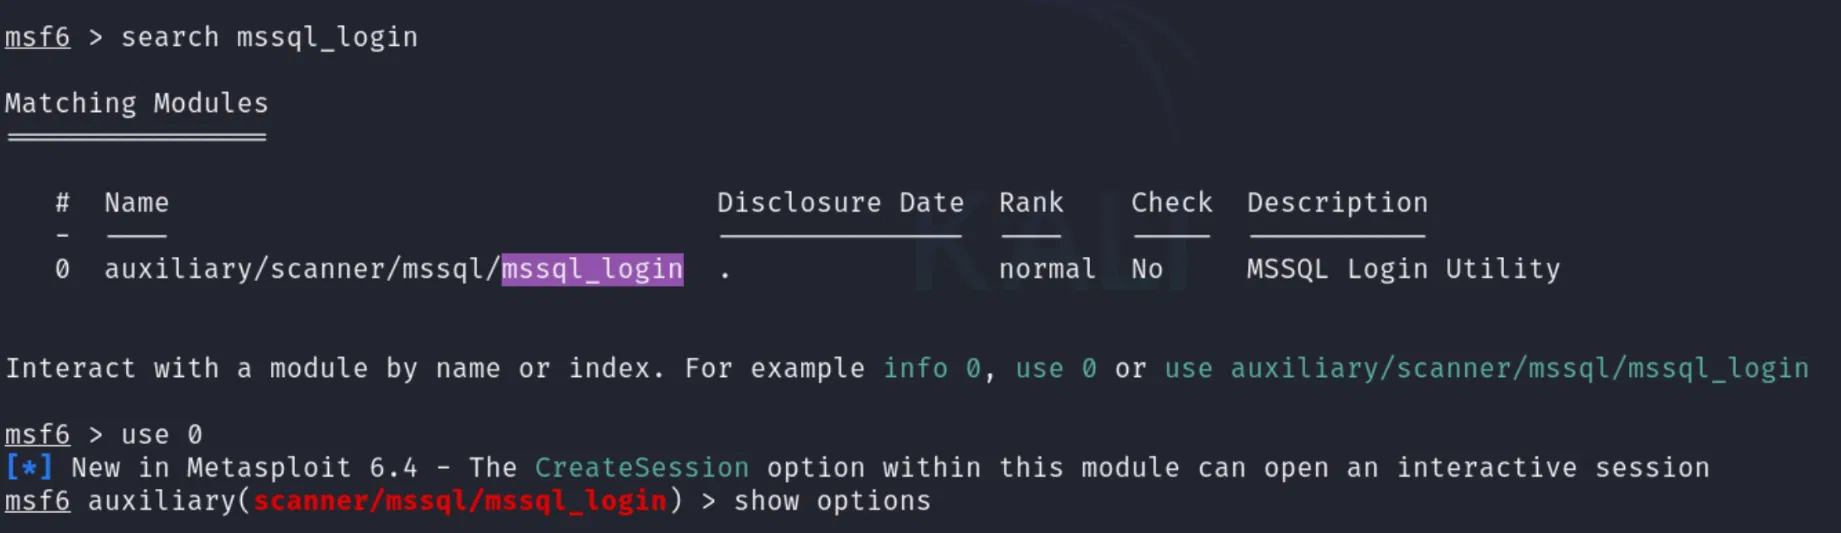 msf6 > search mssql_login
Matching Modules
================
# Name Disclosure Date Rank Check Description
- ---- --------------- ---- ----- -----------
0 auxiliary/scanner/mssql/mssql_login . normal No MSSQL Login Utility
Interact with a module by name or index. For example info 0, use 0 or use auxiliary/scanner/mssql/mssql_login
msf6 > use 0
[*] New in Metasploit 6.4 - The CreateSession option within this module can open an interactive session
msf6 auxiliary(scanner/mssql/mssql_login) > show options
KALI